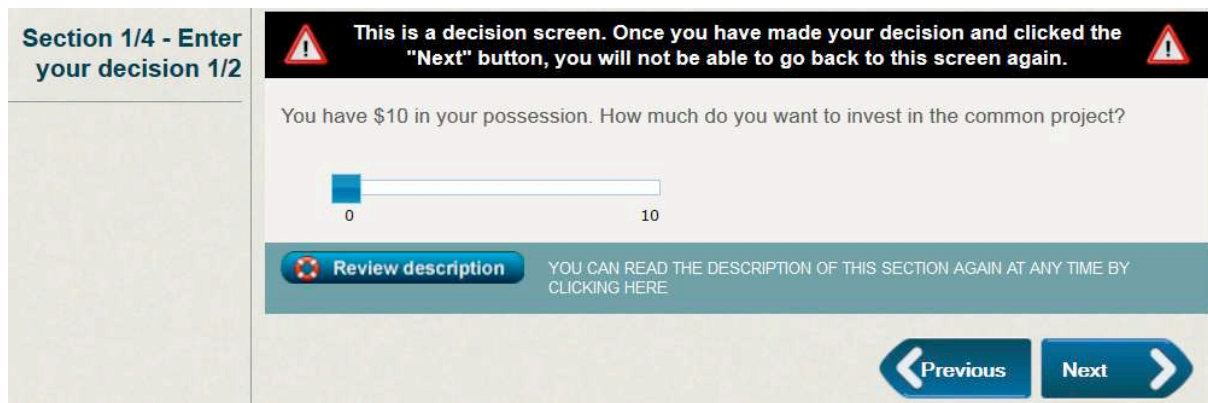 Section 1/4 - Enter
your decision 1/2
This is a decision screen. Once you have made your decision and clicked the
"Next" button, you will not be able to go back to this screen again.
You have $10 in your possession. How much do you want to invest in the common project?
0 10
Review description
YOU CAN READ THE DESCRIPTION OF THIS SECTION AGAIN AT ANY TIME BY
CLICKING HERE
Previous
Next